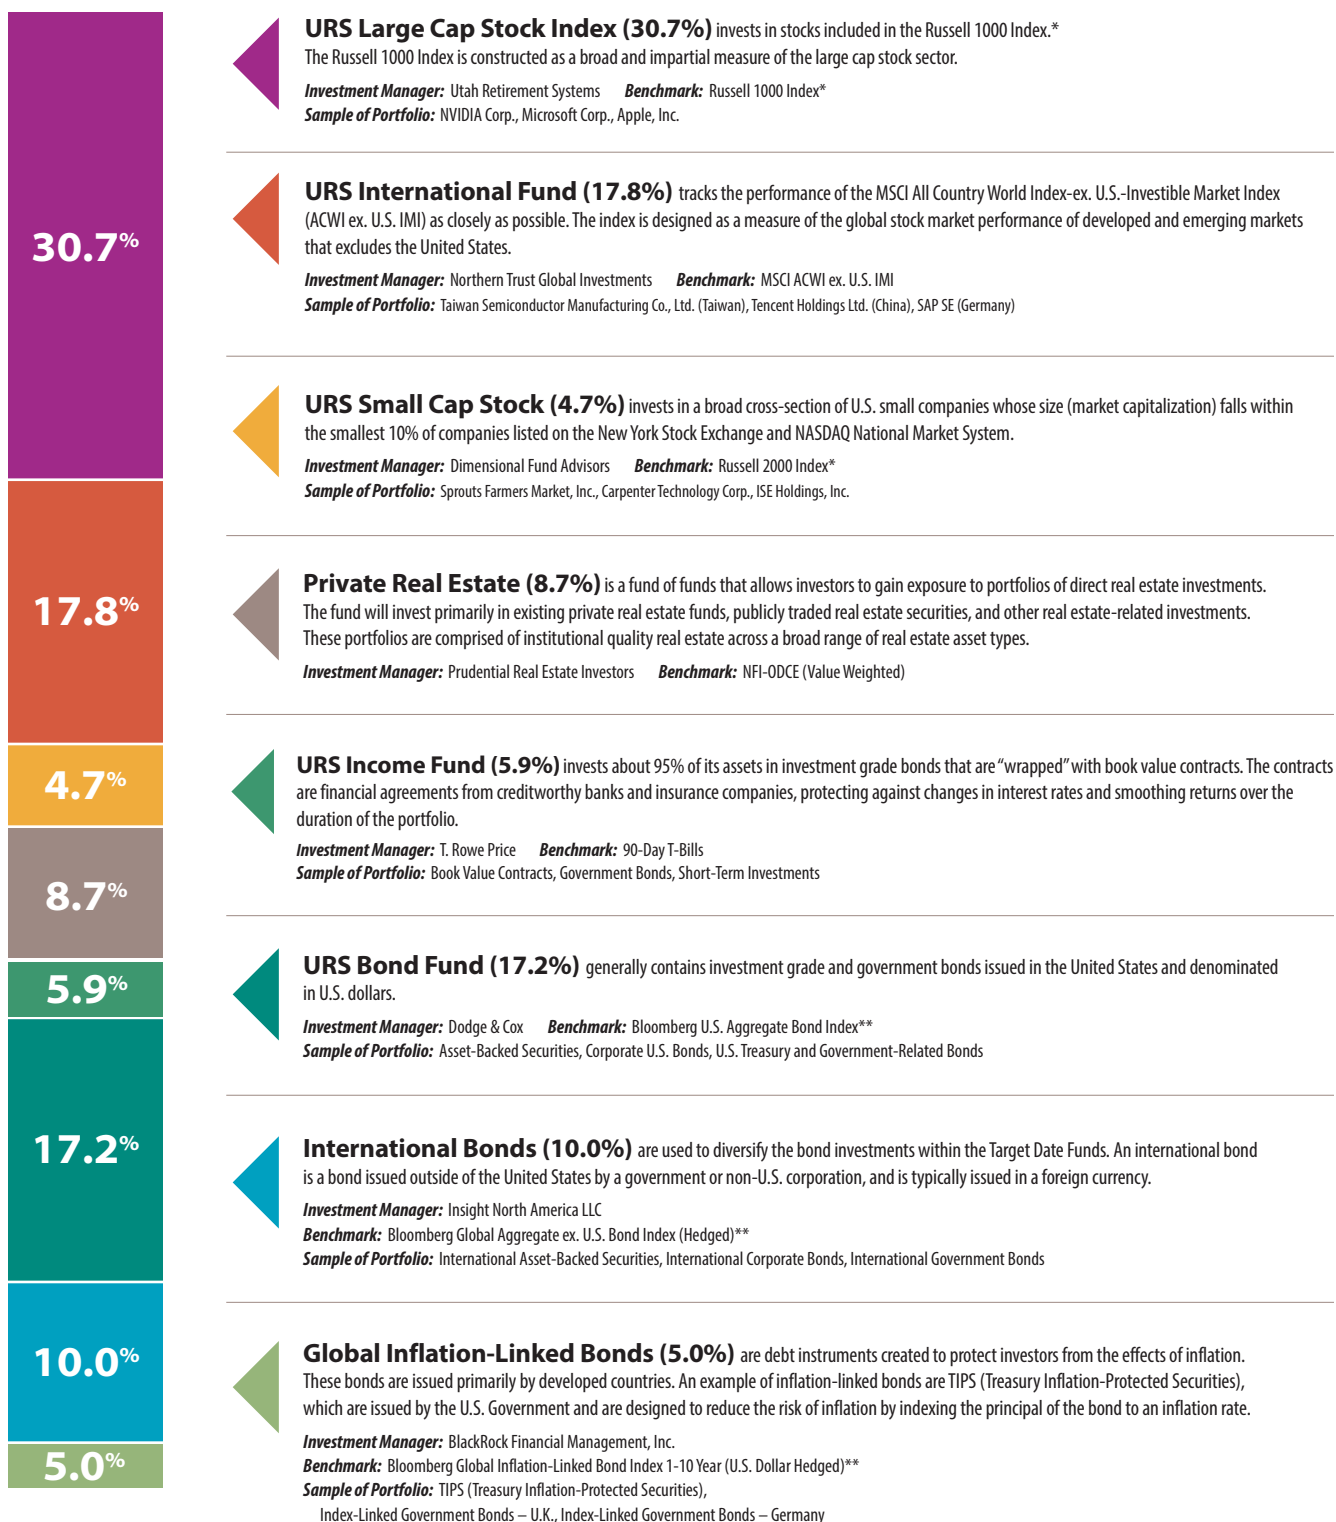 30.7%
17.8%
4.7%
8.7%
5.9%
17.2%
10.0%
5.0%
URS Large Cap Stock Index (30.7%) invests in stocks included in the Russell 1000 Index.*
The Russell 1000 Index is constructed as a broad and impartial measure of the large cap stock sector.
Investment Manager: Utah Retirement Systems Benchmark: Russell 1000 Index*
Sample of Portfolio: NVIDIA Corp., Microsoft Corp., Apple, Inc.
URS International Fund (17.8%) tracks the performance of the MSCI All Country World Index-ex. U.S.-Investible Market Index
(ACWI ex. U.S. IMI) as closely as possible. The index is designed as a measure of the global stock market performance of developed and emerging markets
that excludes the United States.
Investment Manager: Northern Trust Global Investments Benchmark: MSCI ACWI ex. U.S. IMI
Sample of Portfolio: Taiwan Semiconductor Manufacturing Co., Ltd. (Taiwan), Tencent Holdings Ltd. (China), SAP SE (Germany)
URS Small Cap Stock (4.7%) invests in a broad cross-section of U.S. small companies whose size (market capitalization) falls within
the smallest 10% of companies listed on the New York Stock Exchange and NASDAQ National Market System.
Investment Manager: Dimensional Fund Advisors Benchmark: Russell 2000 Index*
Sample of Portfolio: Sprouts Farmers Market, Inc., Carpenter Technology Corp., ISE Holdings, Inc.
Private Real Estate (8.7%) is a fund of funds that allows investors to gain exposure to portfolios of direct real estate investments.
The fund will invest primarily in existing private real estate funds, publicly traded real estate securities, and other real estate-related investments.
These portfolios are comprised of institutional quality real estate across a broad range of real estate asset types.
Investment Manager: Prudential Real Estate Investors Benchmark: NFI-ODCE (Value Weighted)
URS Income Fund (5.9%) invests about 95% of its assets in investment grade bonds that are “wrapped” with book value contracts. The contracts
are financial agreements from creditworthy banks and insurance companies, protecting against changes in interest rates and smoothing returns over the
duration of the portfolio.
Investment Manager: T. Rowe Price Benchmark: 90-Day T-Bills
Sample of Portfolio: Book Value Contracts, Government Bonds, Short-Term Investments
URS Bond Fund (17.2%) generally contains investment grade and government bonds issued in the United States and denominated
in U.S. dollars.
Investment Manager: Dodge & Cox Benchmark: Bloomberg U.S. Aggregate Bond Index**
Sample of Portfolio: Asset-Backed Securities, Corporate U.S. Bonds, U.S. Treasury and Government-Related Bonds
International Bonds (10.0%) are used to diversify the bond investments within the Target Date Funds. An international bond
is a bond issued outside of the United States by a government or non-U.S. corporation, and is typically issued in a foreign currency.
Investment Manager: Insight North America LLC
Benchmark: Bloomberg Global Aggregate ex. U.S. Bond Index (Hedged)**
Sample of Portfolio: International Asset-Backed Securities, International Corporate Bonds, International Government Bonds
Global Inflation-Linked Bonds (5.0%) are debt instruments created to protect investors from the effects of inflation.
These bonds are issued primarily by developed countries. An example of inflation-linked bonds are TIPS (Treasury Inflation-Protected Securities),
which are issued by the U.S. Government and are designed to reduce the risk of inflation by indexing the principal of the bond to an inflation rate.
Investment Manager: BlackRock Financial Management, Inc.
Benchmark: Bloomberg Global Inflation-Linked Bond Index 1-10 Year (U.S. Dollar Hedged)**
Sample of Portfolio: TIPS (Treasury Inflation-Protected Securities),
Index-Linked Government Bonds – U.K., Index-Linked Government Bonds – Germany